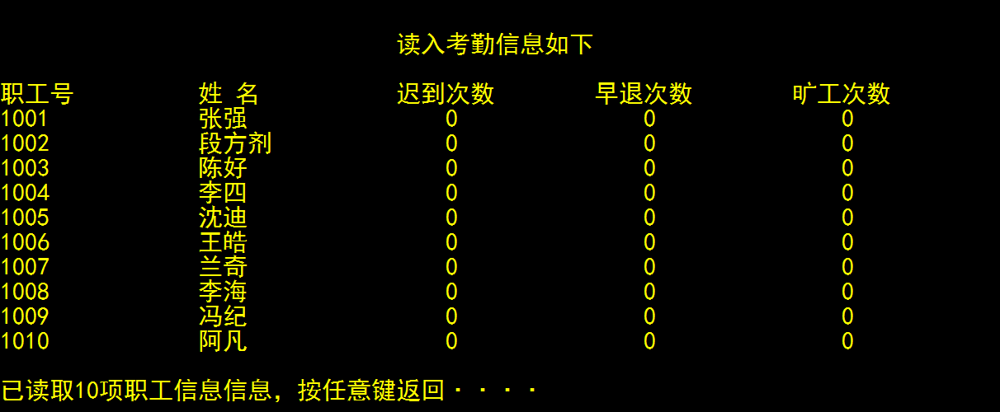 读入考勤信息如下
职工号 姓 名 迟到次数 早退次数 旷工次数
1001 张强 0 0 0
1002 段方剂 0 0 0
1003 陈好 0 0 0
1004 李四 0 0 0
1005 沈迪 0 0 0
1006 王皓 0 0 0
1007 兰奇 0 0 0
1008 李海 0 0 0
1009 冯纪 0 0 0
1010 阿凡 0 0 0
已读取10项职工信息信息，按任意键返回····